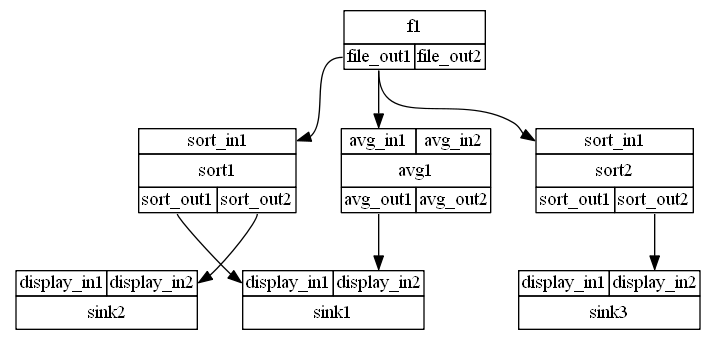 f1
file_out1 file_out2
sort_in1 avg_in1 avg_in2 sort_in1
sort1 avg1 sort2
sort_out1 sort_out2 avg_out1 avg_out2 sort_out1 sort_out2
display_in1 display_in2 display_in1 display_in2 display_in1 display_in2
sink2 sink1 sink3